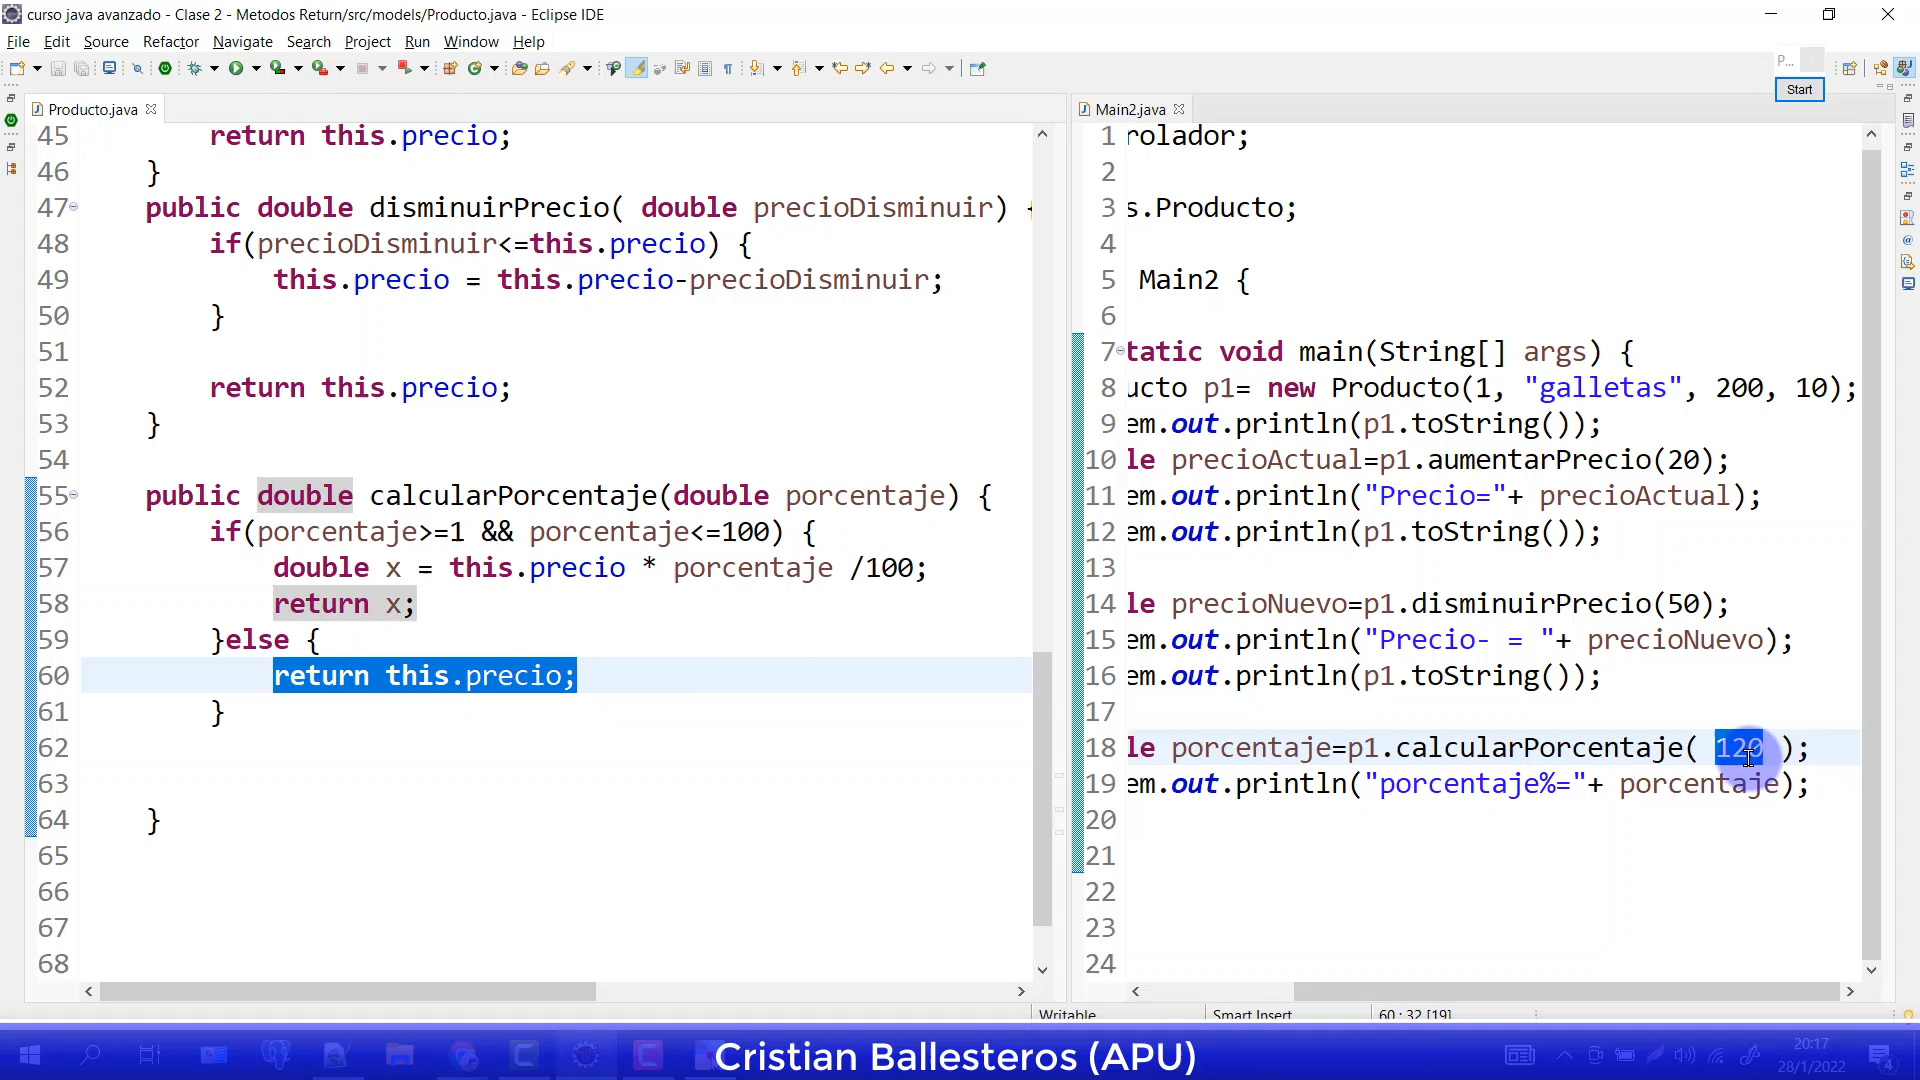 curso java avanzado - Clase 2 - Metodos Return/src/models/Producto.java - Eclipse IDE
File Edit Source Refactor Navigate Search Project Run Window Help
P...
Start
Producto.java
45 return this.precio;
46 }
47 public double disminuirPrecio( double precioDisminuir) {
48 if(precioDisminuir<=this.precio) {
49 this.precio = this.precio-precioDisminuir;
50 }
51
52 return this.precio;
53 }
54
55 public double calcularPorcentaje(double porcentaje) {
56 if(porcentaje>=1 && porcentaje<=100) {
57 double x = this.precio * porcentaje /100;
58 return x;
59 }else {
60 return this.precio;
61 }
62
63
64 }
65
66
67
68
Main2.java
1 rolador;
2
3 s.Producto;
4
5 Main2 {
6
7 tatic void main(String[] args) {
8 ucto p1= new Producto(1, "galletas", 200, 10);
9 em.out.println(p1.toString());
10 le precioActual=p1.aumentarPrecio(20);
11 em.out.println("Precio="+ precioActual);
12 em.out.println(p1.toString());
13
14 le precioNuevo=p1.disminuirPrecio(50);
15 em.out.println("Precio- = "+ precioNuevo);
16 em.out.println(p1.toString());
17
18 le porcentaje=p1.calcularPorcentaje( 120 );
19 em.out.println("porcentaje%="+ porcentaje);
20
21
22
23
24
Writable Smart Insert 60 : 32 [19]
Cristian Ballesteros (APU)
20:17
28/1/2022
4